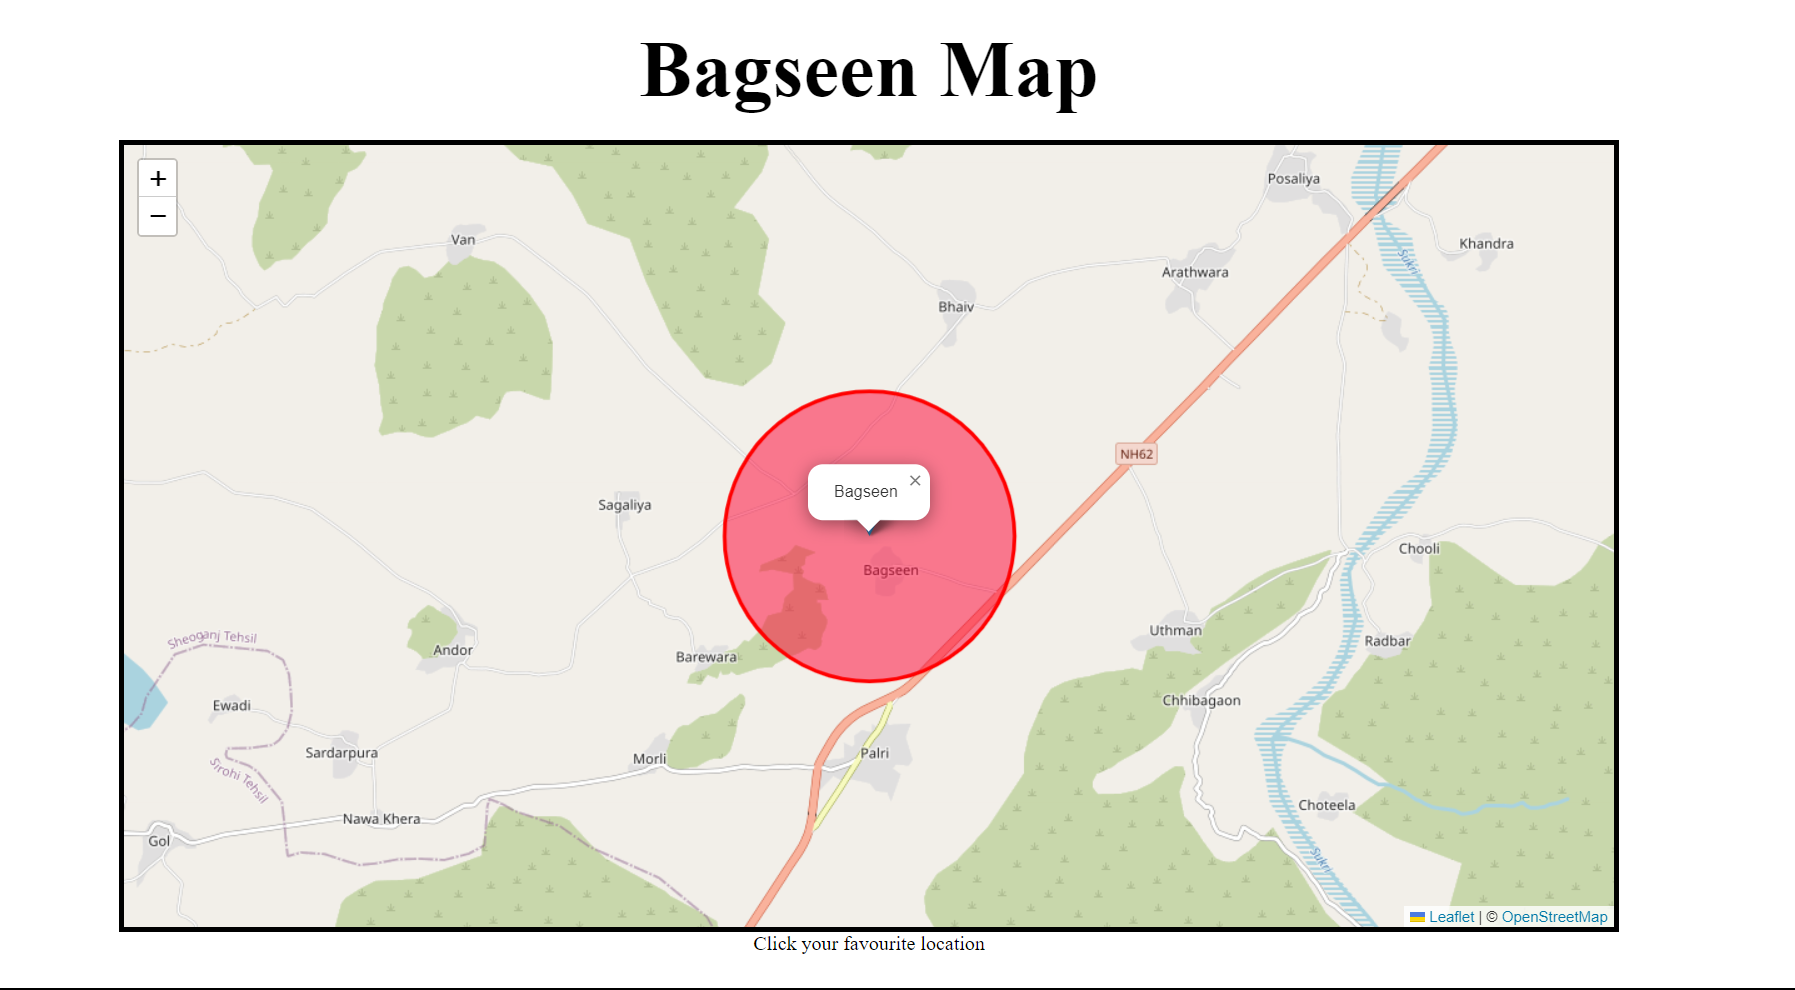 Bagseen Map
+
−
Posaliya
Van
Khandra
Sukri
Arathwara
Bhaiv
NH62
Bagseen ×
Sagaliya
Chooli
Bagseen
Uthman
Sheoganj Tehsil
Radbar
Andor
Barewara
Chhibagaon
Ewadi
Sardarpura
Palri
Morli
Sirohi Tehsil
Choteela
Nawa Khera
Gol
Sukri
Leaflet | © OpenStreetMap
Click your favourite location